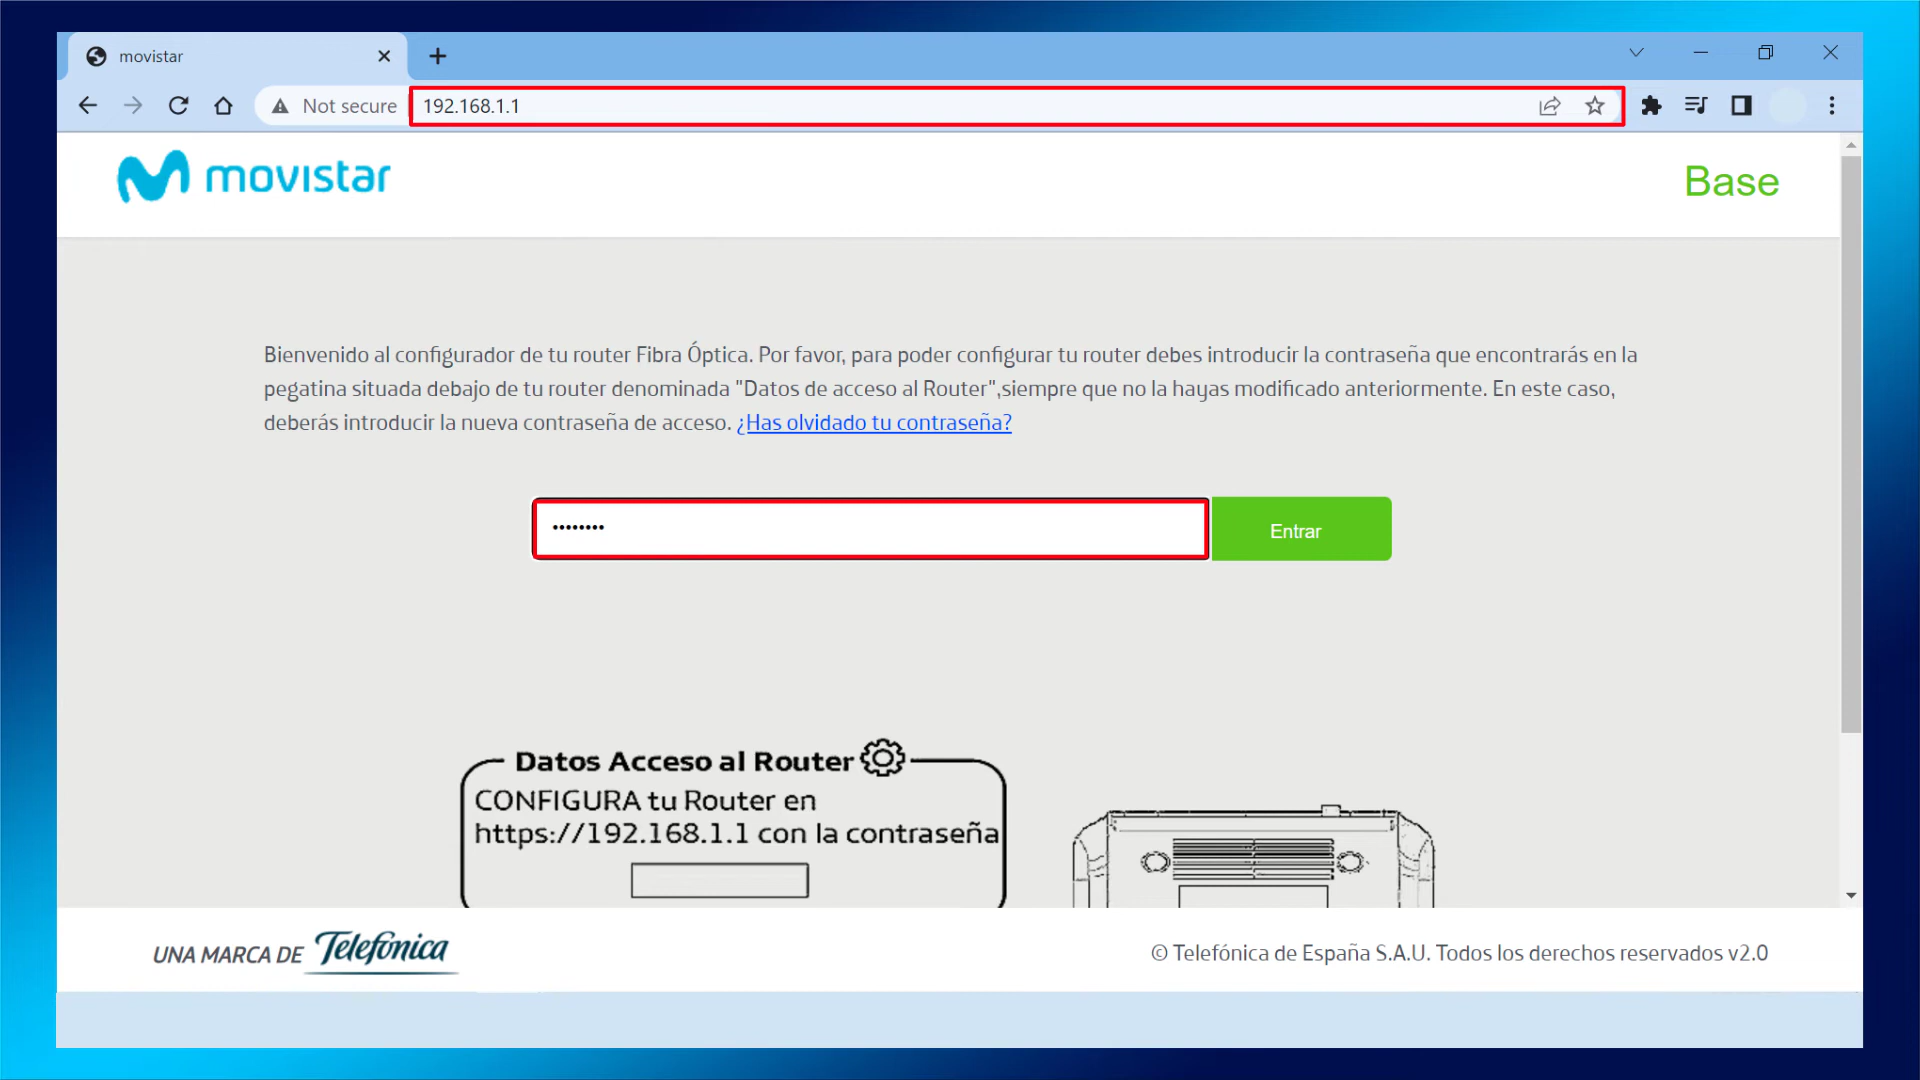 movistar
Not secure
192.168.1.1
movistar
Base
Bienvenido al configurador de tu router Fibra Óptica. Por favor, para poder configurar tu router debes introducir la contraseña que encontrarás en la
pegatina situada debajo de tu router denominada "Datos de acceso al Router",siempre que no la hayas modificado anteriormente. En este caso,
deberás introducir la nueva contraseña de acceso. ¿Has olvidado tu contraseña?
••••••••
Entrar
Datos Acceso al Router
CONFIGURA tu Router en
https://192.168.1.1 con la contraseña
UNA MARCA DE Telefónica
© Telefónica de España S.A.U. Todos los derechos reservados v2.0